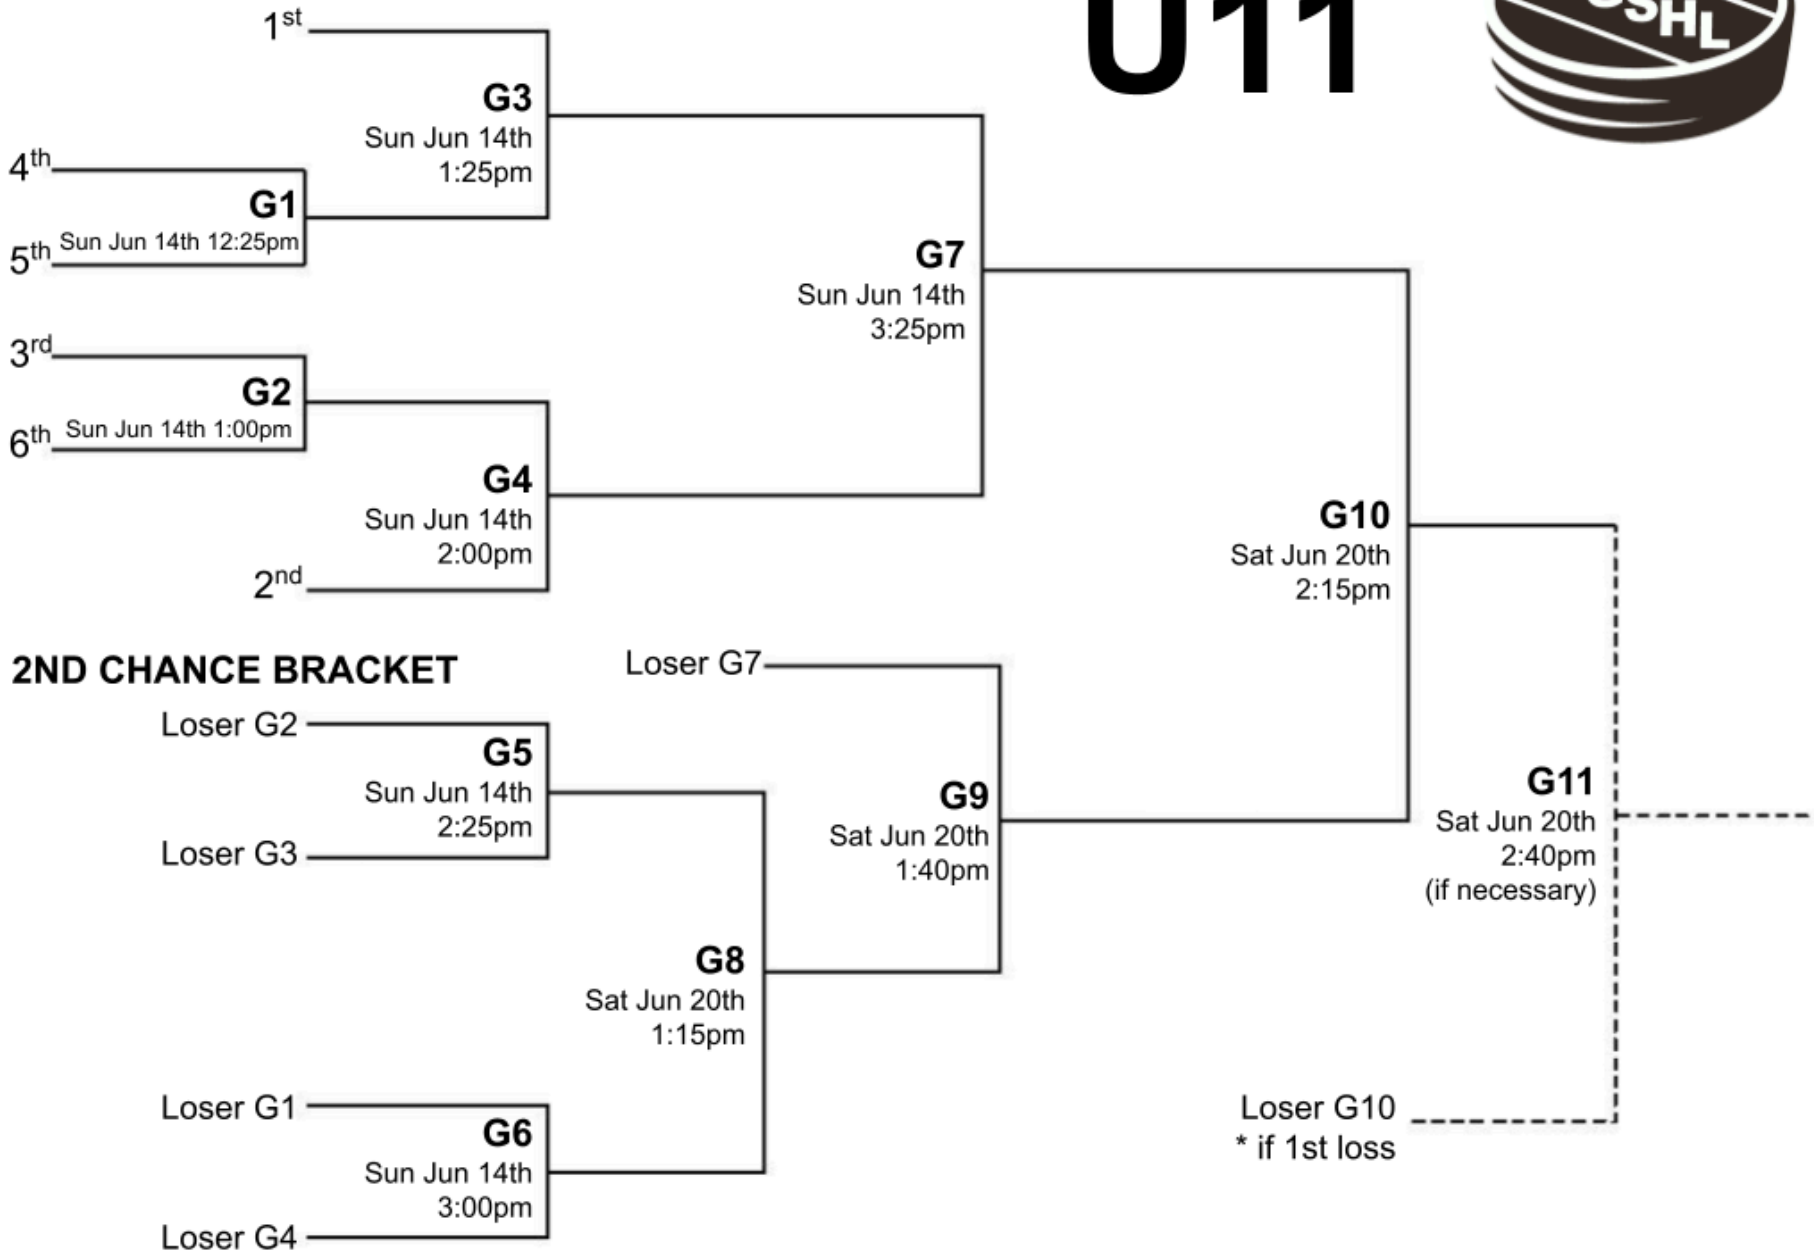 U11
1st
G3
Sun Jun 14th
1:25pm
4th
G1
Sun Jun 14th 12:25pm
5th
G7
Sun Jun 14th
3:25pm
3rd
G2
Sun Jun 14th 1:00pm
6th
G4
Sun Jun 14th
2:00pm
2nd
G10
Sat Jun 20th
2:15pm
2ND CHANCE BRACKET
Loser G7
Loser G2
G5
Sun Jun 14th
2:25pm
Loser G3
G9
Sat Jun 20th
1:40pm
G11
Sat Jun 20th
2:40pm
(if necessary)
G8
Sat Jun 20th
1:15pm
Loser G1
G6
Sun Jun 14th
3:00pm
Loser G4
Loser G10
* if 1st loss